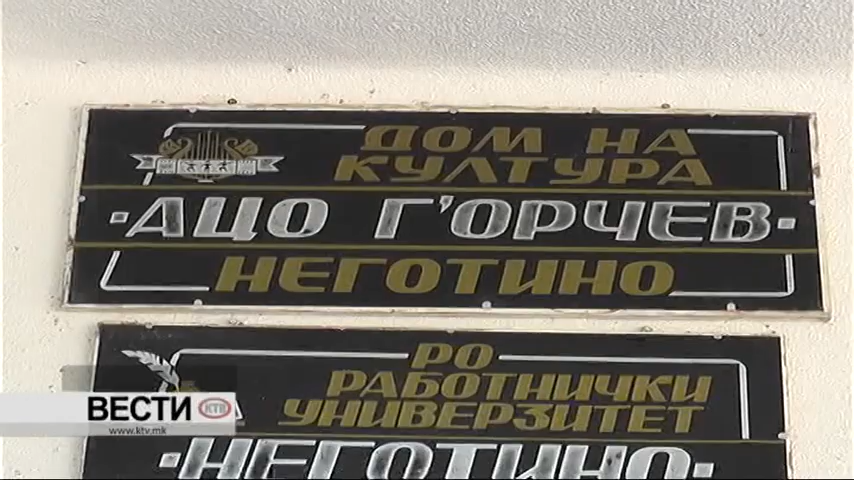 ДОМ НА
КУЛТУРА
·АЦО Г'ОРЧЕВ·
НЕГОТИНО
РО
РАБОТНИЧКИ
УНИВЕРЗИТЕТ
·НЕГОТИНО·
ВЕСТИ КТВ
www.ktv.mk